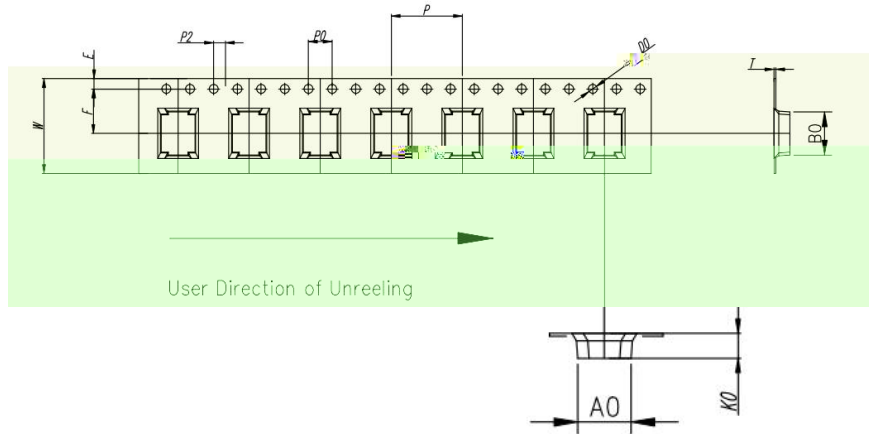 P
P2
P0
D0
E
T
F
W
B0
User Direction of Unreeling
K0
A0